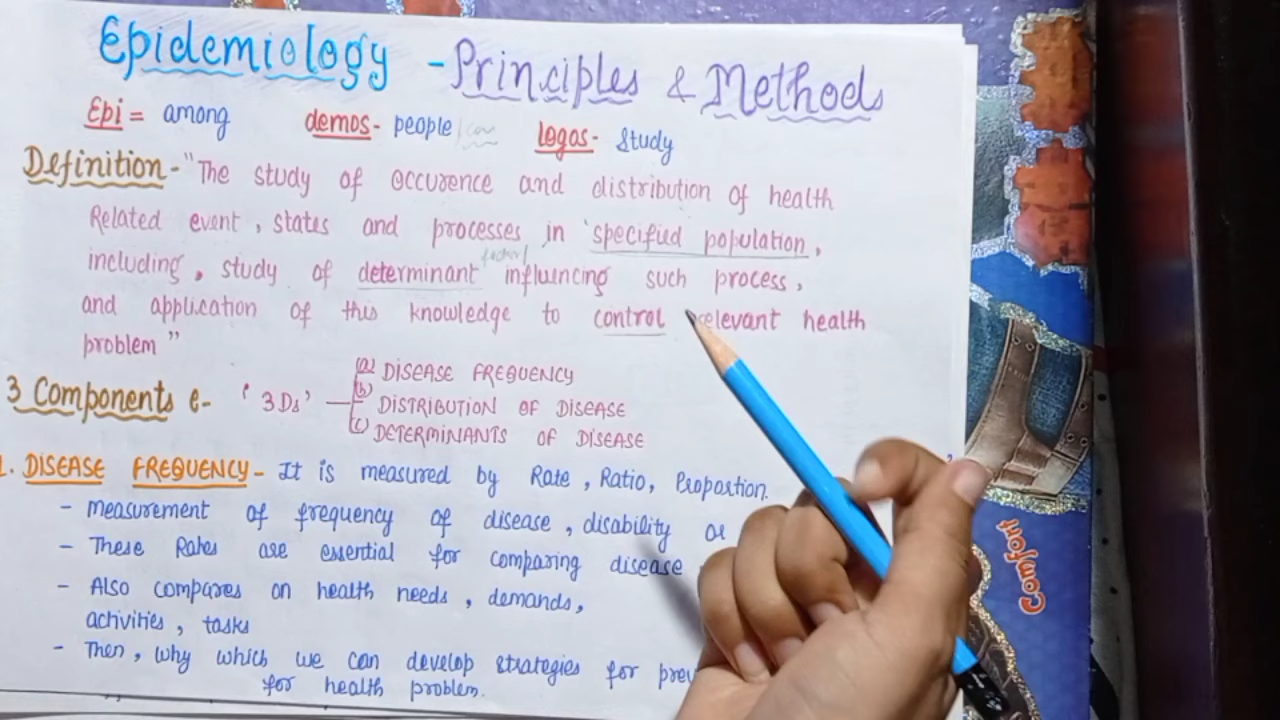 Epidemiology - Principles & Methods
Epi = among demos - people logos - Study
Definition - "The study of occurence and distribution of health
Related event, states and processes in specified population,
including, study of determinant factor influencing such process,
and application of this knowledge to control relevant health
problem"
3 Components e- '3Ds' — (a) DISEASE FREQUENCY
(b) DISTRIBUTION OF DISEASE
(c) DETERMINANTS OF DISEASE
1. DISEASE FREQUENCY - It is measured by Rate, Ratio, Proportion.
- Measurement of frequency of disease, disability or
- These Rates are essential for comparing disease
- Also compares on health needs, demands,
activities, tasks
- Then, why which we can develop strategies for prev
for health problem.
Comfort